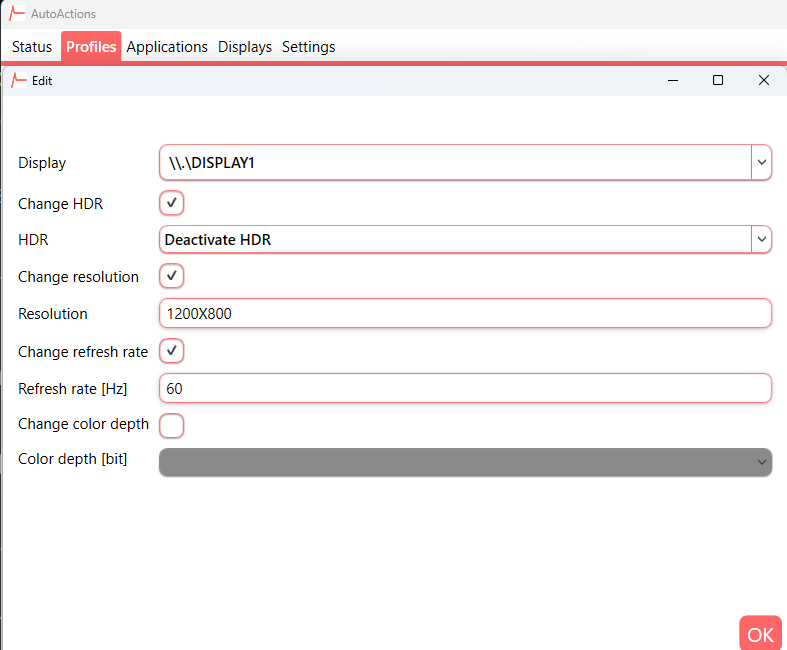 AutoActions
Status Profiles Applications Displays Settings
Edit
Display \\.\DISPLAY1
Change HDR
HDR Deactivate HDR
Change resolution
Resolution 1200X800
Change refresh rate
Refresh rate [Hz] 60
Change color depth
Color depth [bit]
OK